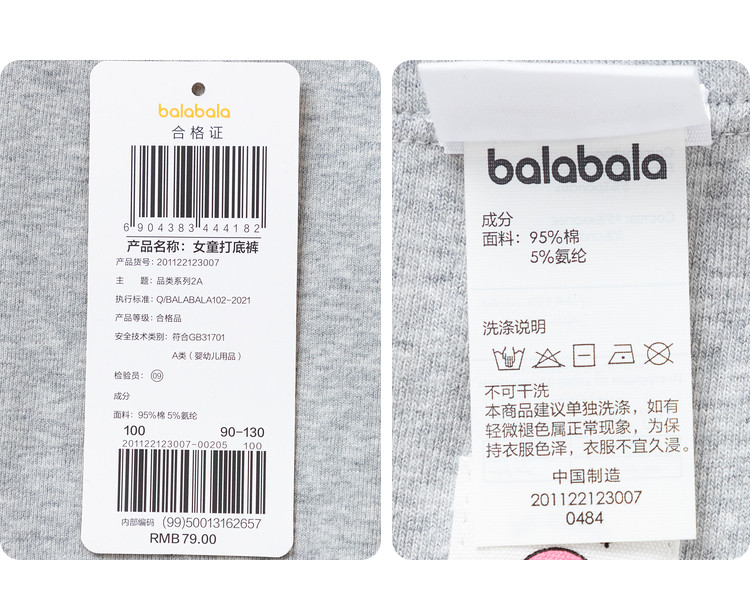 balabala
合格证
6 904383 444182
产品名称: 女童打底裤
产品货号: 201122123007
主 题: 品类系列2A
执行标准: Q/BALABALA102-2021
产品等级: 合格品
安全技术类别: 符合GB31701
A类 (婴幼儿用品)
检验员: 09
成分
面料: 95%棉 5%氨纶
100 90-130
201122123007-00205 100
内部编码 (99)50013162657
RMB 79.00
balabala
成分
面料: 95%棉
5%氨纶
洗涤说明
不可干洗
本商品建议单独洗涤，如有
轻微褪色属正常现象，为保
持衣服色泽，衣服不宜久浸。
中国制造
201122123007
0484